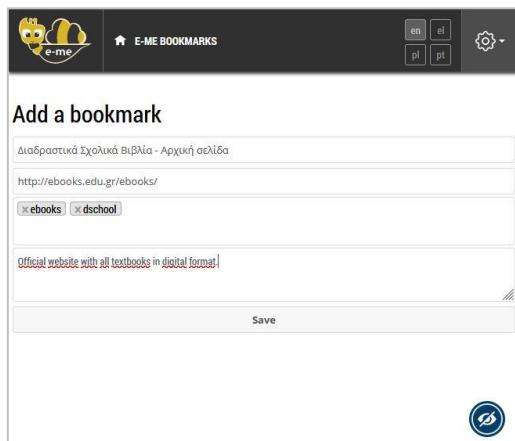 e-me
E-ME BOOKMARKS
en el
pl pt
Add a bookmark
Διαδραστικά Σχολικά Βιβλία - Αρχική σελίδα
http://ebooks.edu.gr/ebooks/
× ebooks × dschool
Official website with all textbooks in digital format.
Save